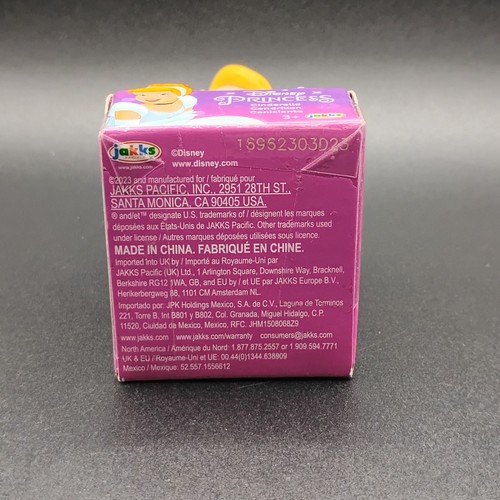 Disney
PRINCESS
Cinderella
Cendrillon
Cenicienta
3+ jakks
jakks
www.jakks.com
©Disney
www.disney.com
16962303D23
©2023 and manufactured for / fabriqué pour
JAKKS PACIFIC, INC., 2951 28TH ST.,
SANTA MONICA, CA 90405 USA.
® and/et™ designate U.S. trademarks of / désignent les marques
déposées aux États-Unis de JAKKS Pacific. Other trademarks used
under license / Autres marques déposées utilisées sous licence.
MADE IN CHINA. FABRIQUÉ EN CHINE.
Imported into UK by / Importé au Royaume-Uni par
JAKKS Pacific (UK) Ltd., 1 Arlington Square, Downshire Way, Bracknell,
Berkshire RG12 1WA, GB, and EU by / et UE par JAKKS Europe B.V.,
Herikerbergweg 88, 1101 CM Amsterdam NL.
Importado por: JPK Holdings Mexico, S.A. de C.V., Laguna de Terminos
221, Torre B, Int B801 y B802, Col. Granada, Miguel Hidalgo, C.P.
11520, Ciuldad de Mexico, Mexico, RFC. JHM1508068Z9
www.jakks.com www.jakks.com/warranty consumers@jakks.com
North America / Amérique du Nord: 1.877.875.2557 or 1.909.594.7771
UK & EU / Royaume-Uni et UE: 00.44(0)1344.638909
Mexico / Mexique: 52.557.1556612